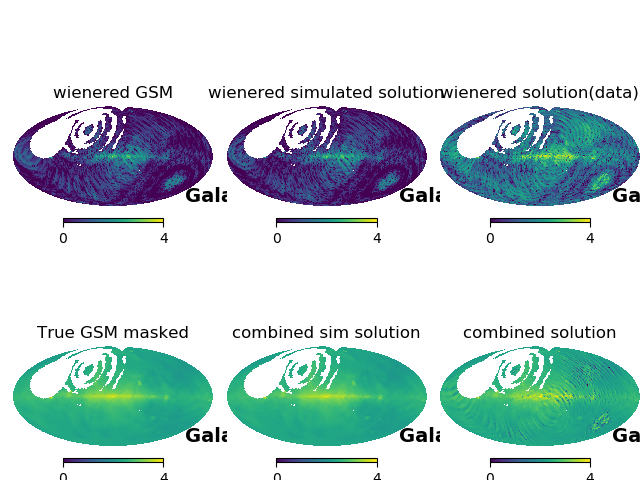 wienered GSM
wienered simulated solution
wienered solution(data)
Gala
Gala
Ga
0 4
0 4
0 4
True GSM masked
combined sim solution
combined solution
Gala
Gala
Ga
0 4
0 4
0 4